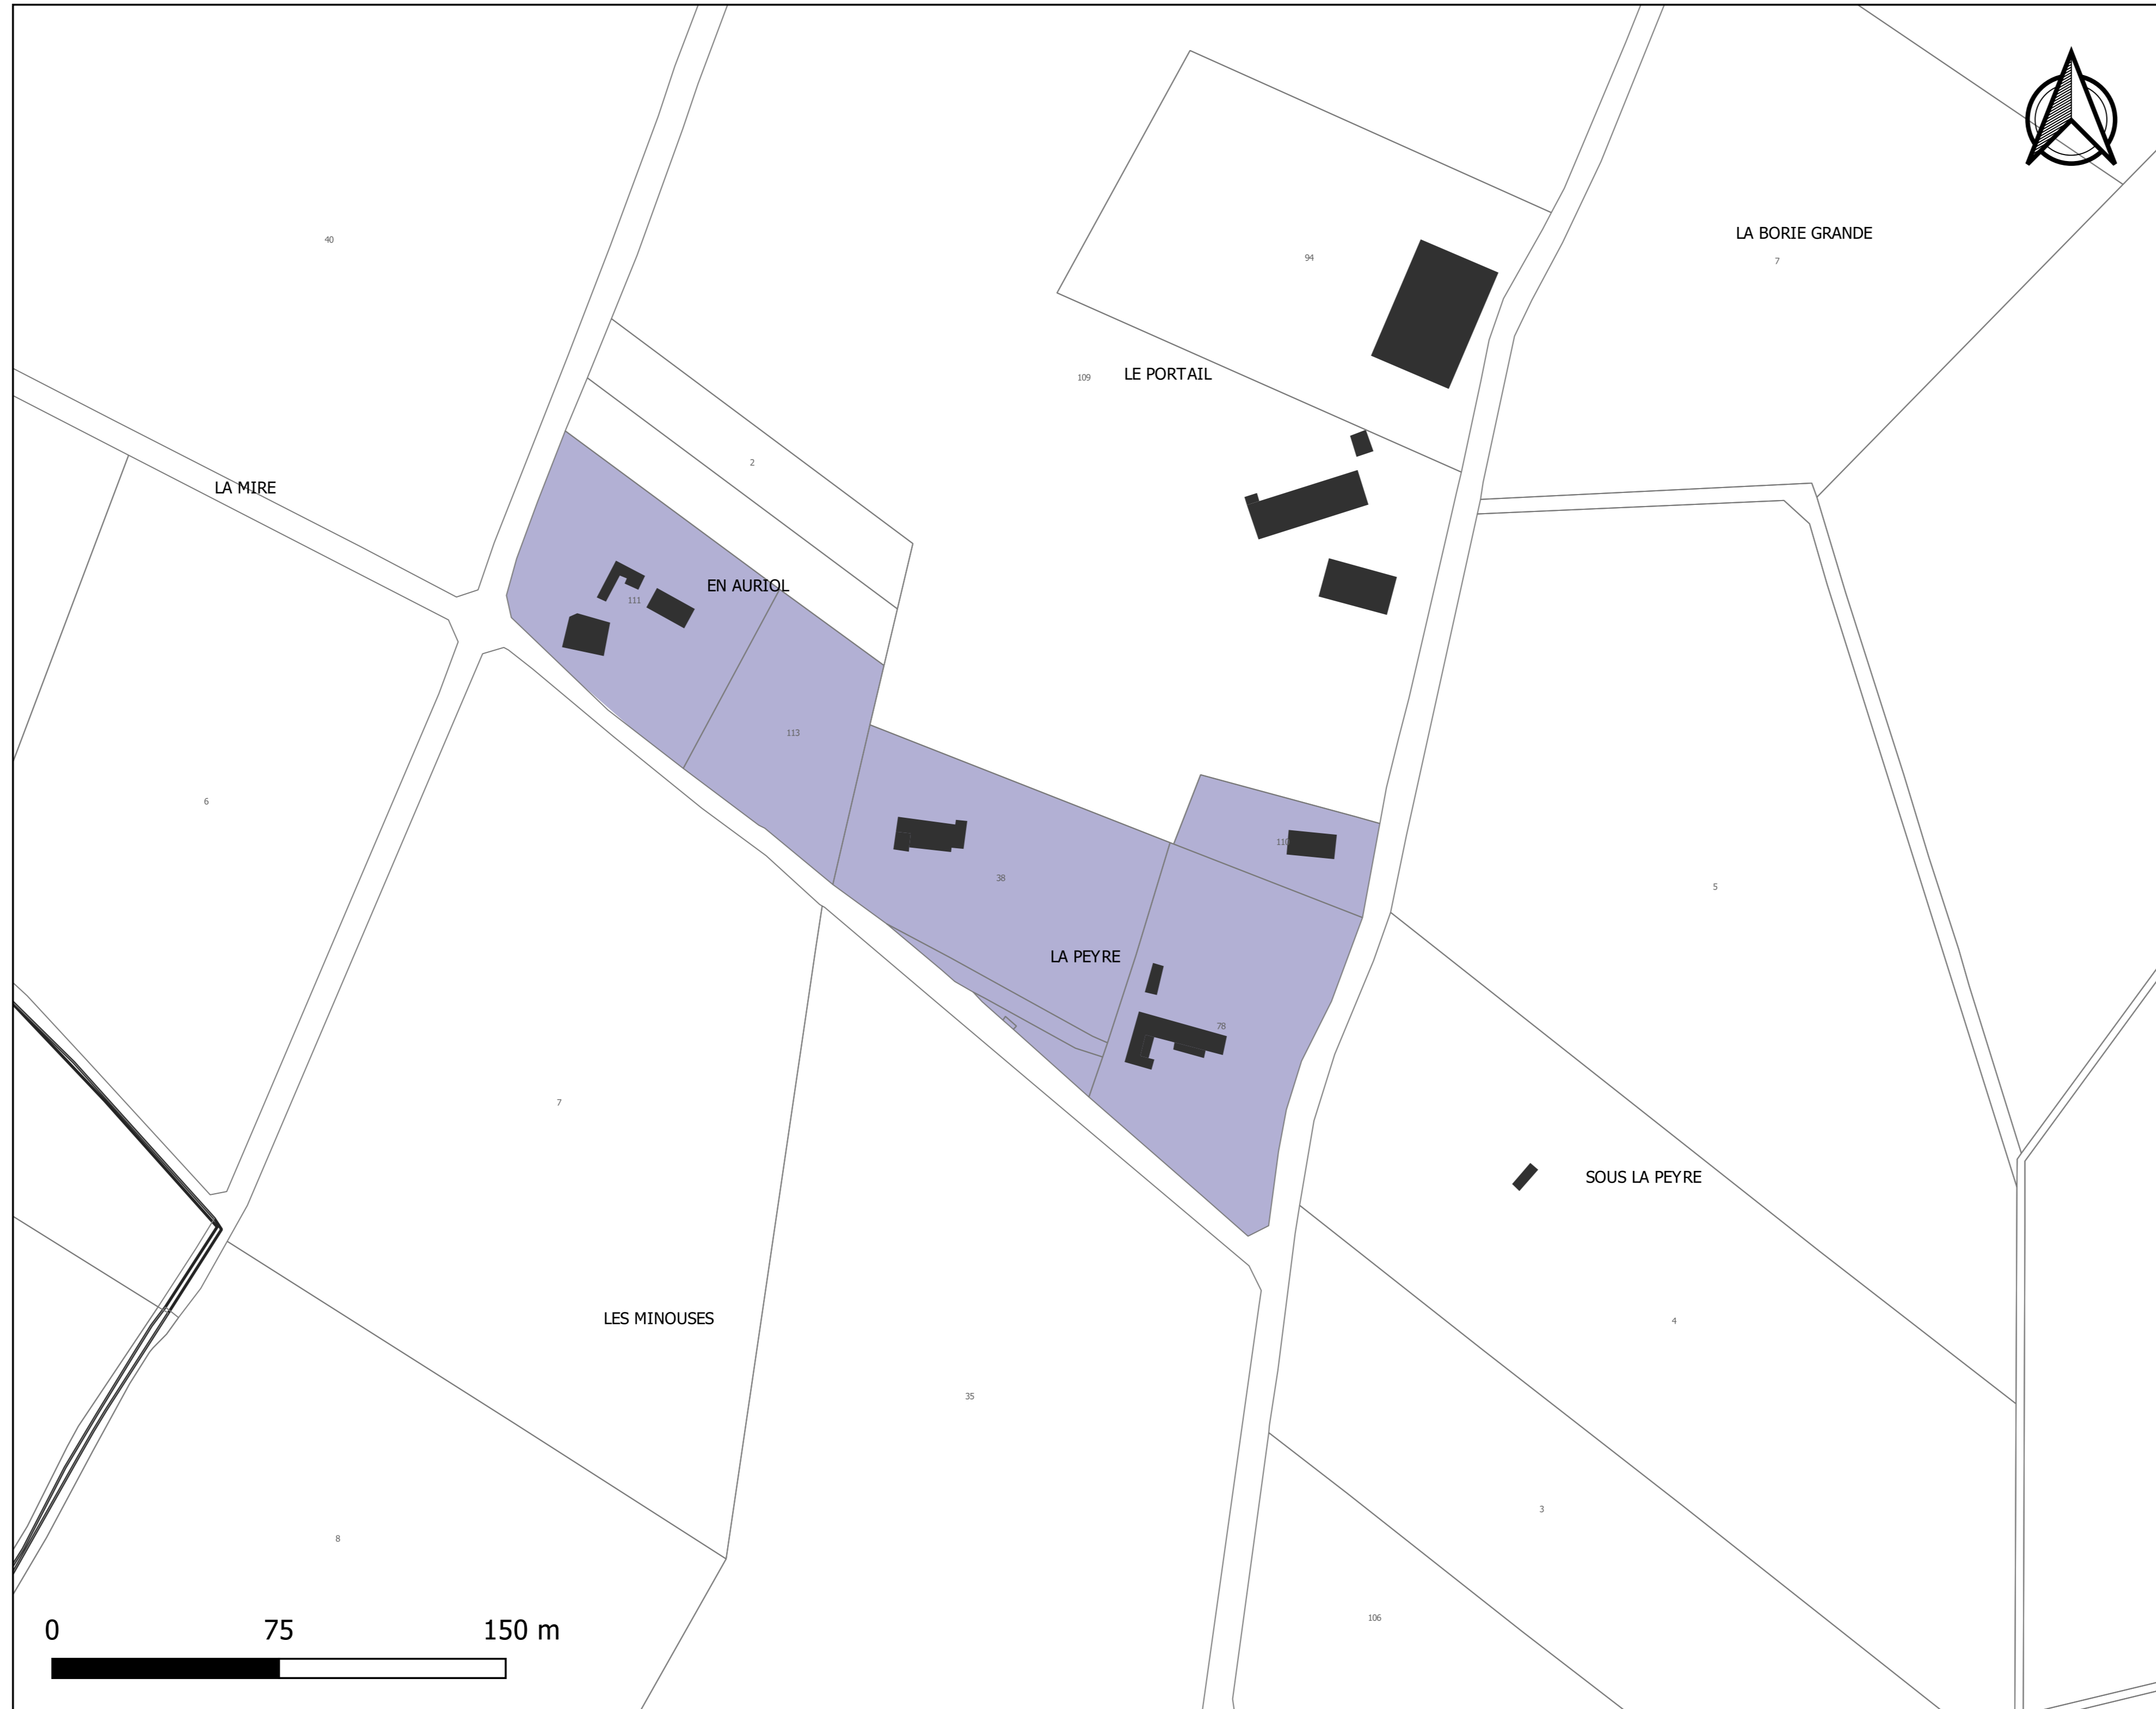 40
LA BORIE GRANDE
94
7
LE PORTAIL
109
2
LA MIRE
EN AURIOL
111
113
6
110
38
5
LA PEYRE
78
7
SOUS LA PEYRE
LES MINOUSES
4
35
3
8
106
0 75 150 m